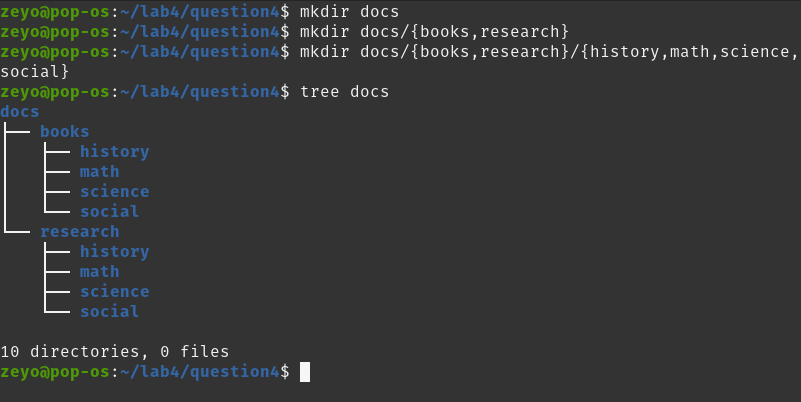 zeyo@pop-os:~/lab4/question4$ mkdir docs
zeyo@pop-os:~/lab4/question4$ mkdir docs/{books,research}
zeyo@pop-os:~/lab4/question4$ mkdir docs/{books,research}/{history,math,science,
social}
zeyo@pop-os:~/lab4/question4$ tree docs
docs
├── books
│   ├── history
│   ├── math
│   ├── science
│   └── social
└── research
    ├── history
    ├── math
    ├── science
    └── social
10 directories, 0 files
zeyo@pop-os:~/lab4/question4$